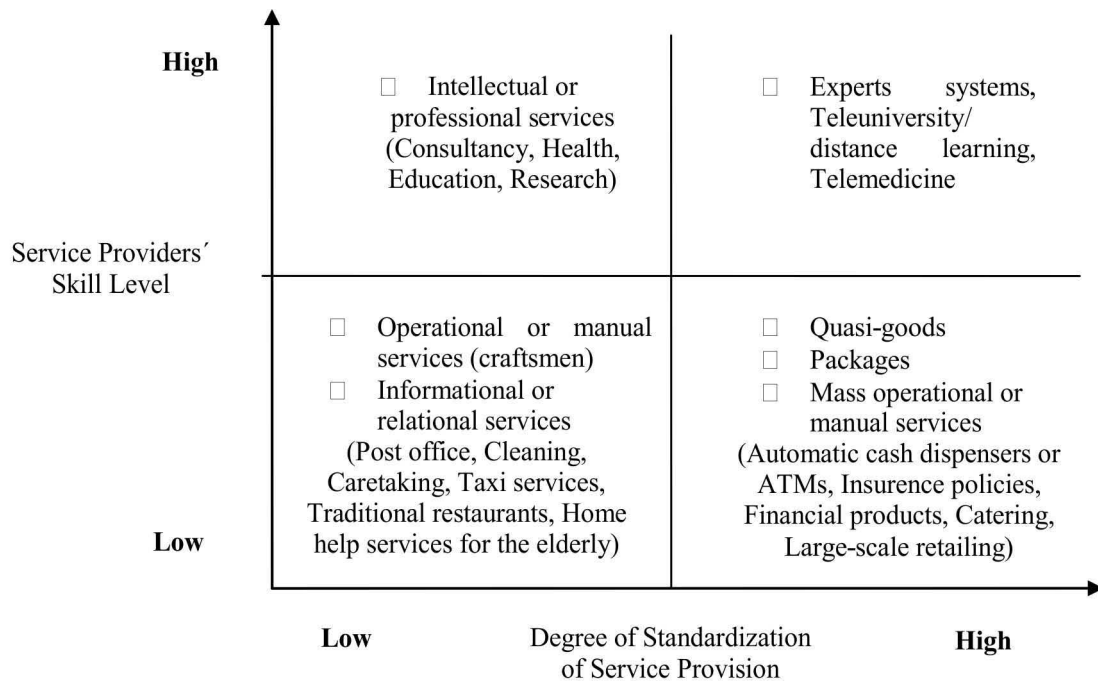 High
□ Intellectual or
professional services
(Consultancy, Health,
Education, Research)
□ Experts systems,
Teleuniversity/
distance learning,
Telemedicine
Service Providers´
Skill Level
□ Operational or manual
services (craftsmen)
□ Informational or
relational services
(Post office, Cleaning,
Caretaking, Taxi services,
Traditional restaurants, Home
help services for the elderly)
□ Quasi-goods
□ Packages
□ Mass operational or
manual services
(Automatic cash dispensers or
ATMs, Insurence policies,
Financial products, Catering,
Large-scale retailing)
Low
Low
Degree of Standardization
of Service Provision
High